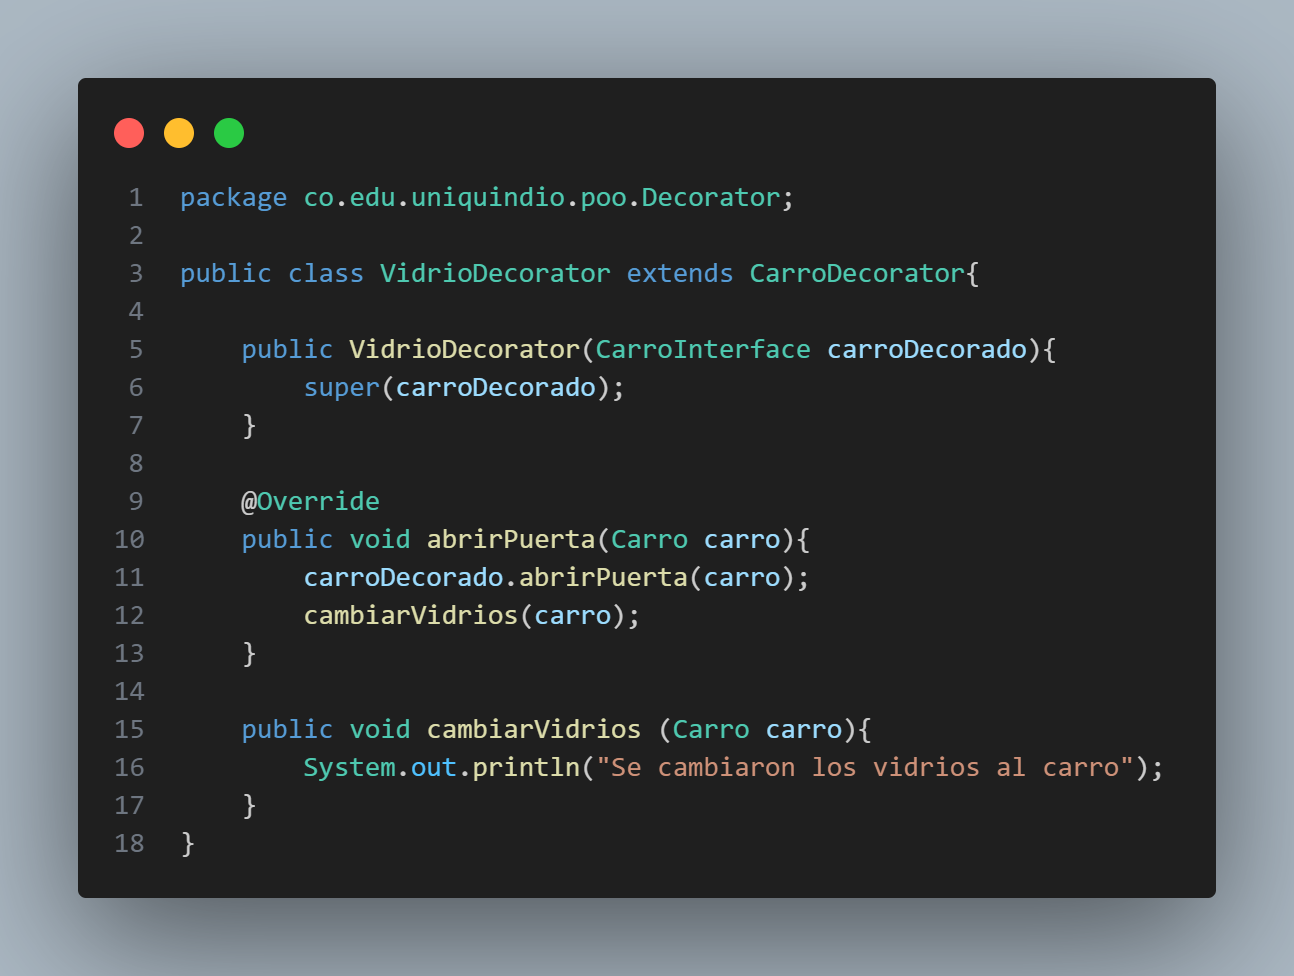 1 package co.edu.uniquindio.poo.Decorator;
2
3 public class VidrioDecorator extends CarroDecorator{
4
5     public VidrioDecorator(CarroInterface carroDecorado){
6         super(carroDecorado);
7     }
8
9     @Override
10     public void abrirPuerta(Carro carro){
11         carroDecorado.abrirPuerta(carro);
12         cambiarVidrios(carro);
13     }
14
15     public void cambiarVidrios (Carro carro){
16         System.out.println("Se cambiaron los vidrios al carro");
17     }
18 }